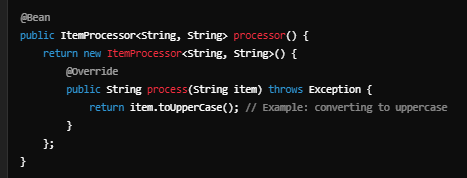 @Bean
public ItemProcessor<String, String> processor() {
    return new ItemProcessor<String, String>() {
        @Override
        public String process(String item) throws Exception {
            return item.toUpperCase(); // Example: converting to uppercase
        }
    };
}